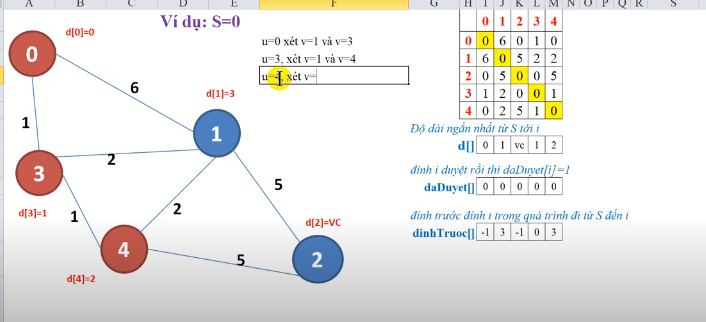 A B C D E F G H I J K L M N O P Q R S
Ví dụ: S=0
d[0]=0
0
6
d[1]=3
1
1
2
3
d[3]=1
1
2
5
4
d[4]=2
5
d[2]=VC
2
u=0 xét v=1 và v=3
u=3, xét v=1 và v=4
u=4, xét v=
0 1 2 3 4
0 0 6 0 1 0
1 6 0 5 2 2
2 0 5 0 0 5
3 1 2 0 0 1
4 0 2 5 1 0
Độ dài ngắn nhất từ S tới i
d[] 0 1 vc 1 2
đỉnh i duyệt rồi thì daDuyet[i]=1
daDuyet[] 0 0 0 0 0
đỉnh trước đỉnh i trong quá trình đi từ S đến i
dinhTruoc[] -1 3 -1 0 3